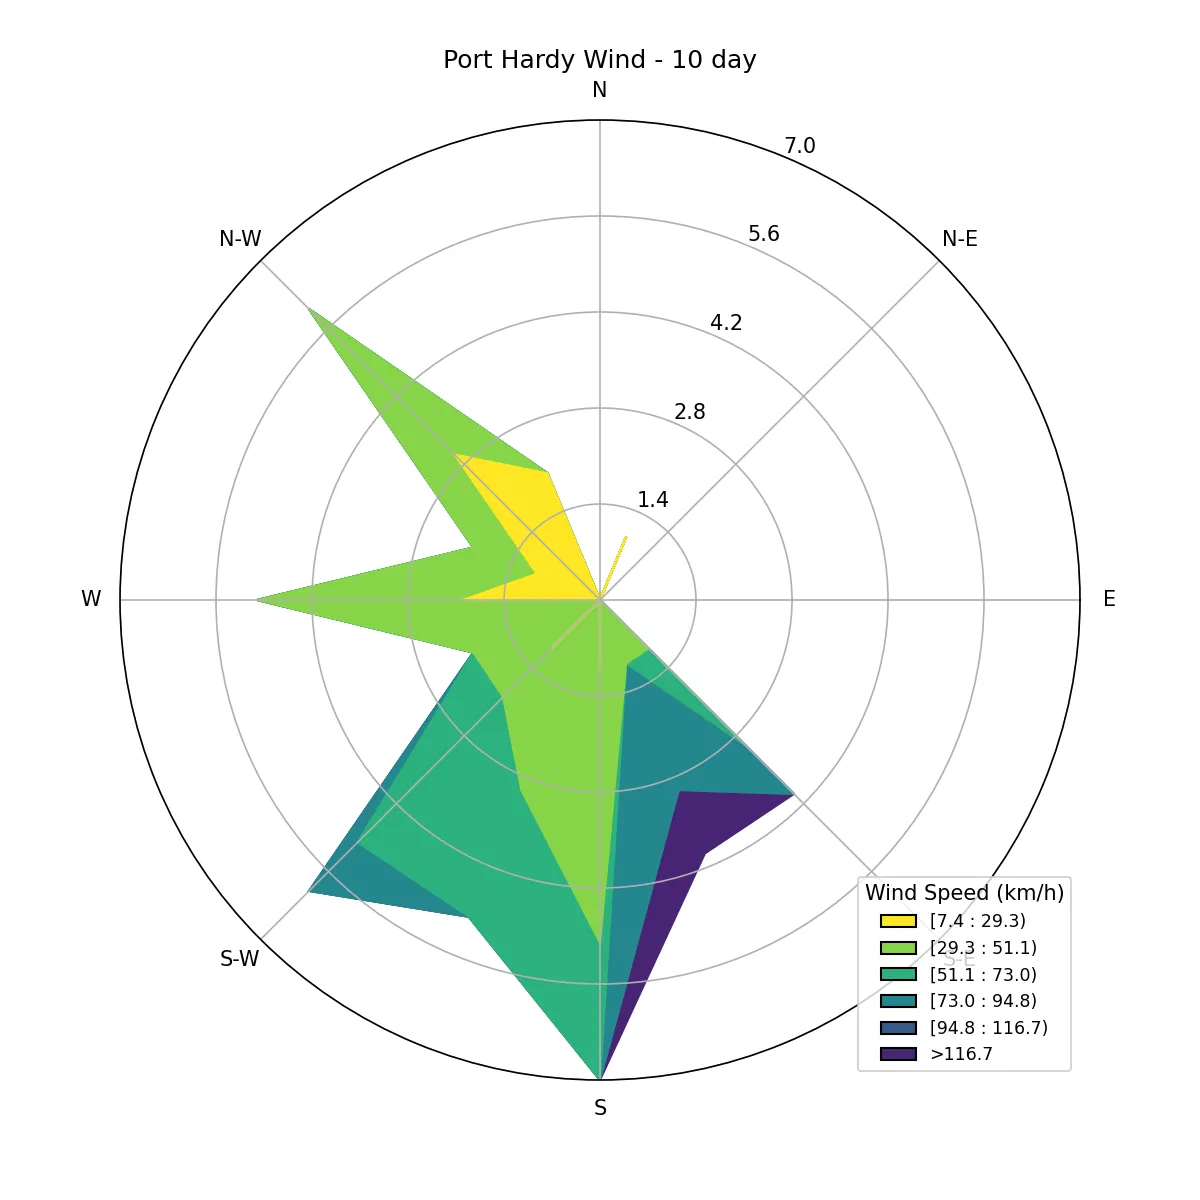 Port Hardy Wind - 10 day
N
7.0
N-W
5.6
N-E
4.2
2.8
1.4
W
E
Wind Speed (km/h)
[7.4 : 29.3)
[29.3 : 51.1)
S-W
S-E
[51.1 : 73.0)
[73.0 : 94.8)
[94.8 : 116.7)
>116.7
S